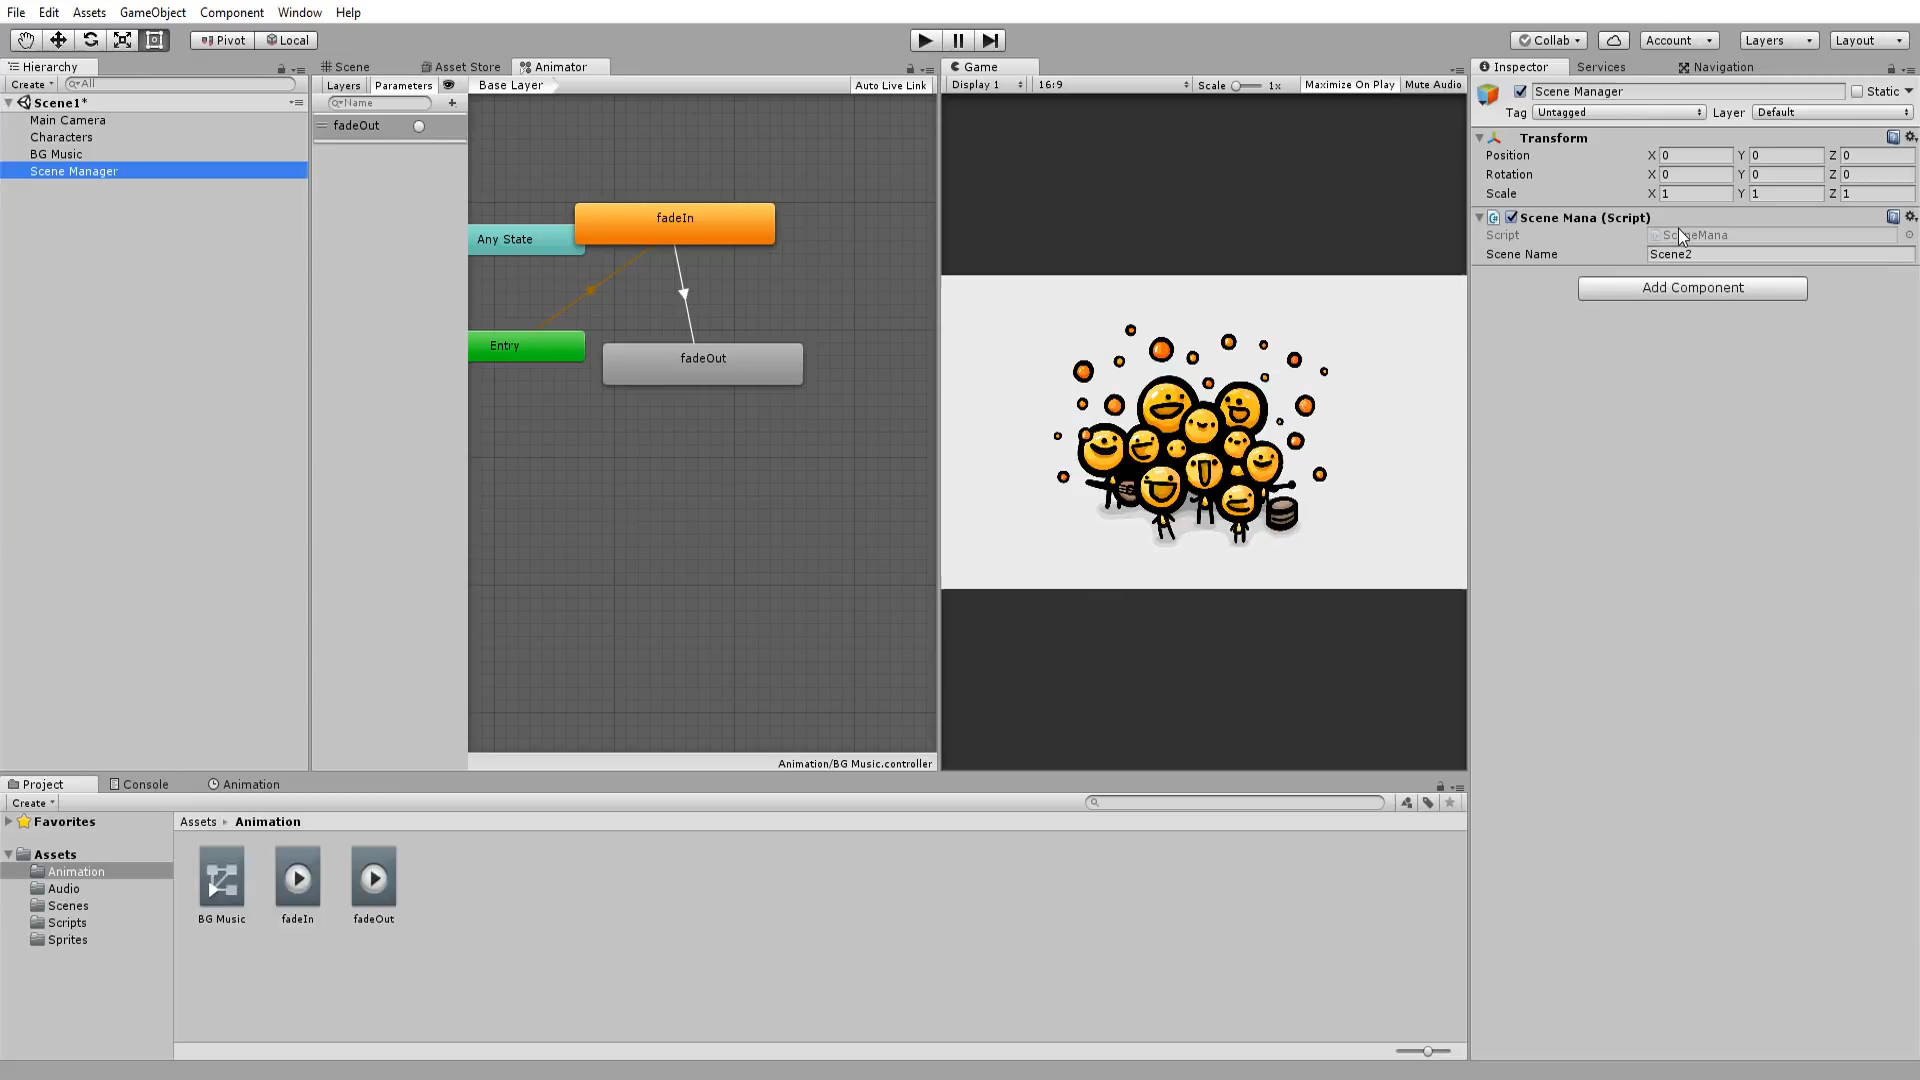 File Edit Assets GameObject Component Window Help
Pivot Local Collab Account Layers Layout
Hierarchy
Create All
Scene1*
Main Camera
Characters
BG Music
Scene Manager
Scene Asset Store Animator
Layers Parameters Base Layer Auto Live Link
Name
fadeOut
fadeIn
Any State
Entry
fadeOut
Animation/BG Music.controller
Game
Display 1 16:9 Scale 1x Maximize On Play Mute Audio
Inspector Services Navigation
Scene Manager Static
Tag Untagged Layer Default
Transform
Position X 0 Y 0 Z 0
Rotation X 0 Y 0 Z 0
Scale X 1 Y 1 Z 1
Scene Mana (Script)
Script
Scene Name Scene2
Add Component
Project Console Animation
Create
Favorites
Assets
Animation
Audio
Scenes
Scripts
Sprites
Assets Animation
BG Music fadeIn fadeOut